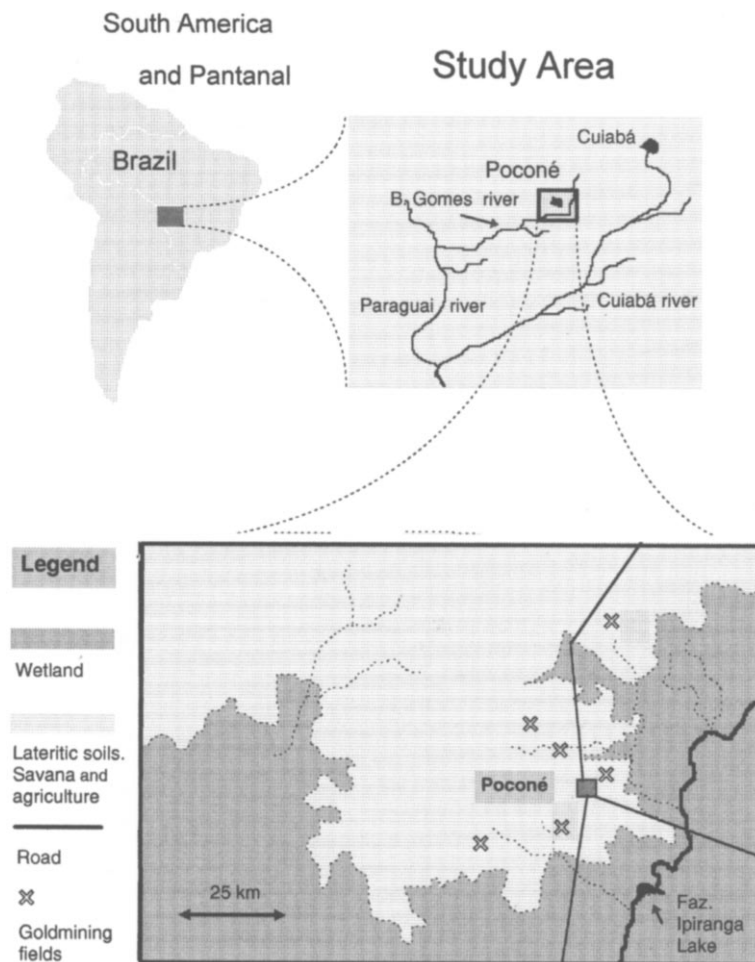 South America
and Pantanal
Study Area
Brazil
Cuiabá
Poconé
B. Gomes river
Paraguai river
Cuiabá river
Legend
Wetland
Lateritic soils.
Savana and
agriculture
Road
Goldmining
fields
Poconé
25 km
Faz.
Ipiranga
Lake